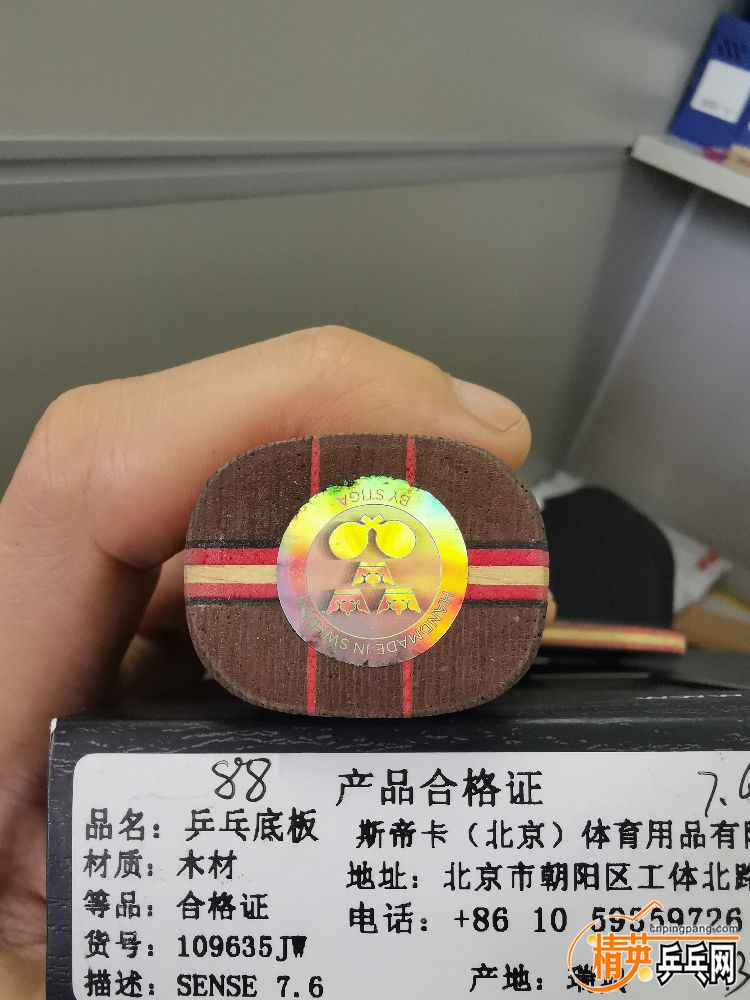 BY STIGA
HANDMADE IN SWEDEN
88
产品合格证
品名：乒乓底板
斯帝卡（北京）体育用品有
材质：木材
地址：北京市朝阳区工体北路
等品：合格证
电话：+86 10 59359726
货号：109635JW
描述：SENSE 7.6
产地：瑞典
cnpingpang.com
精英乒乓网